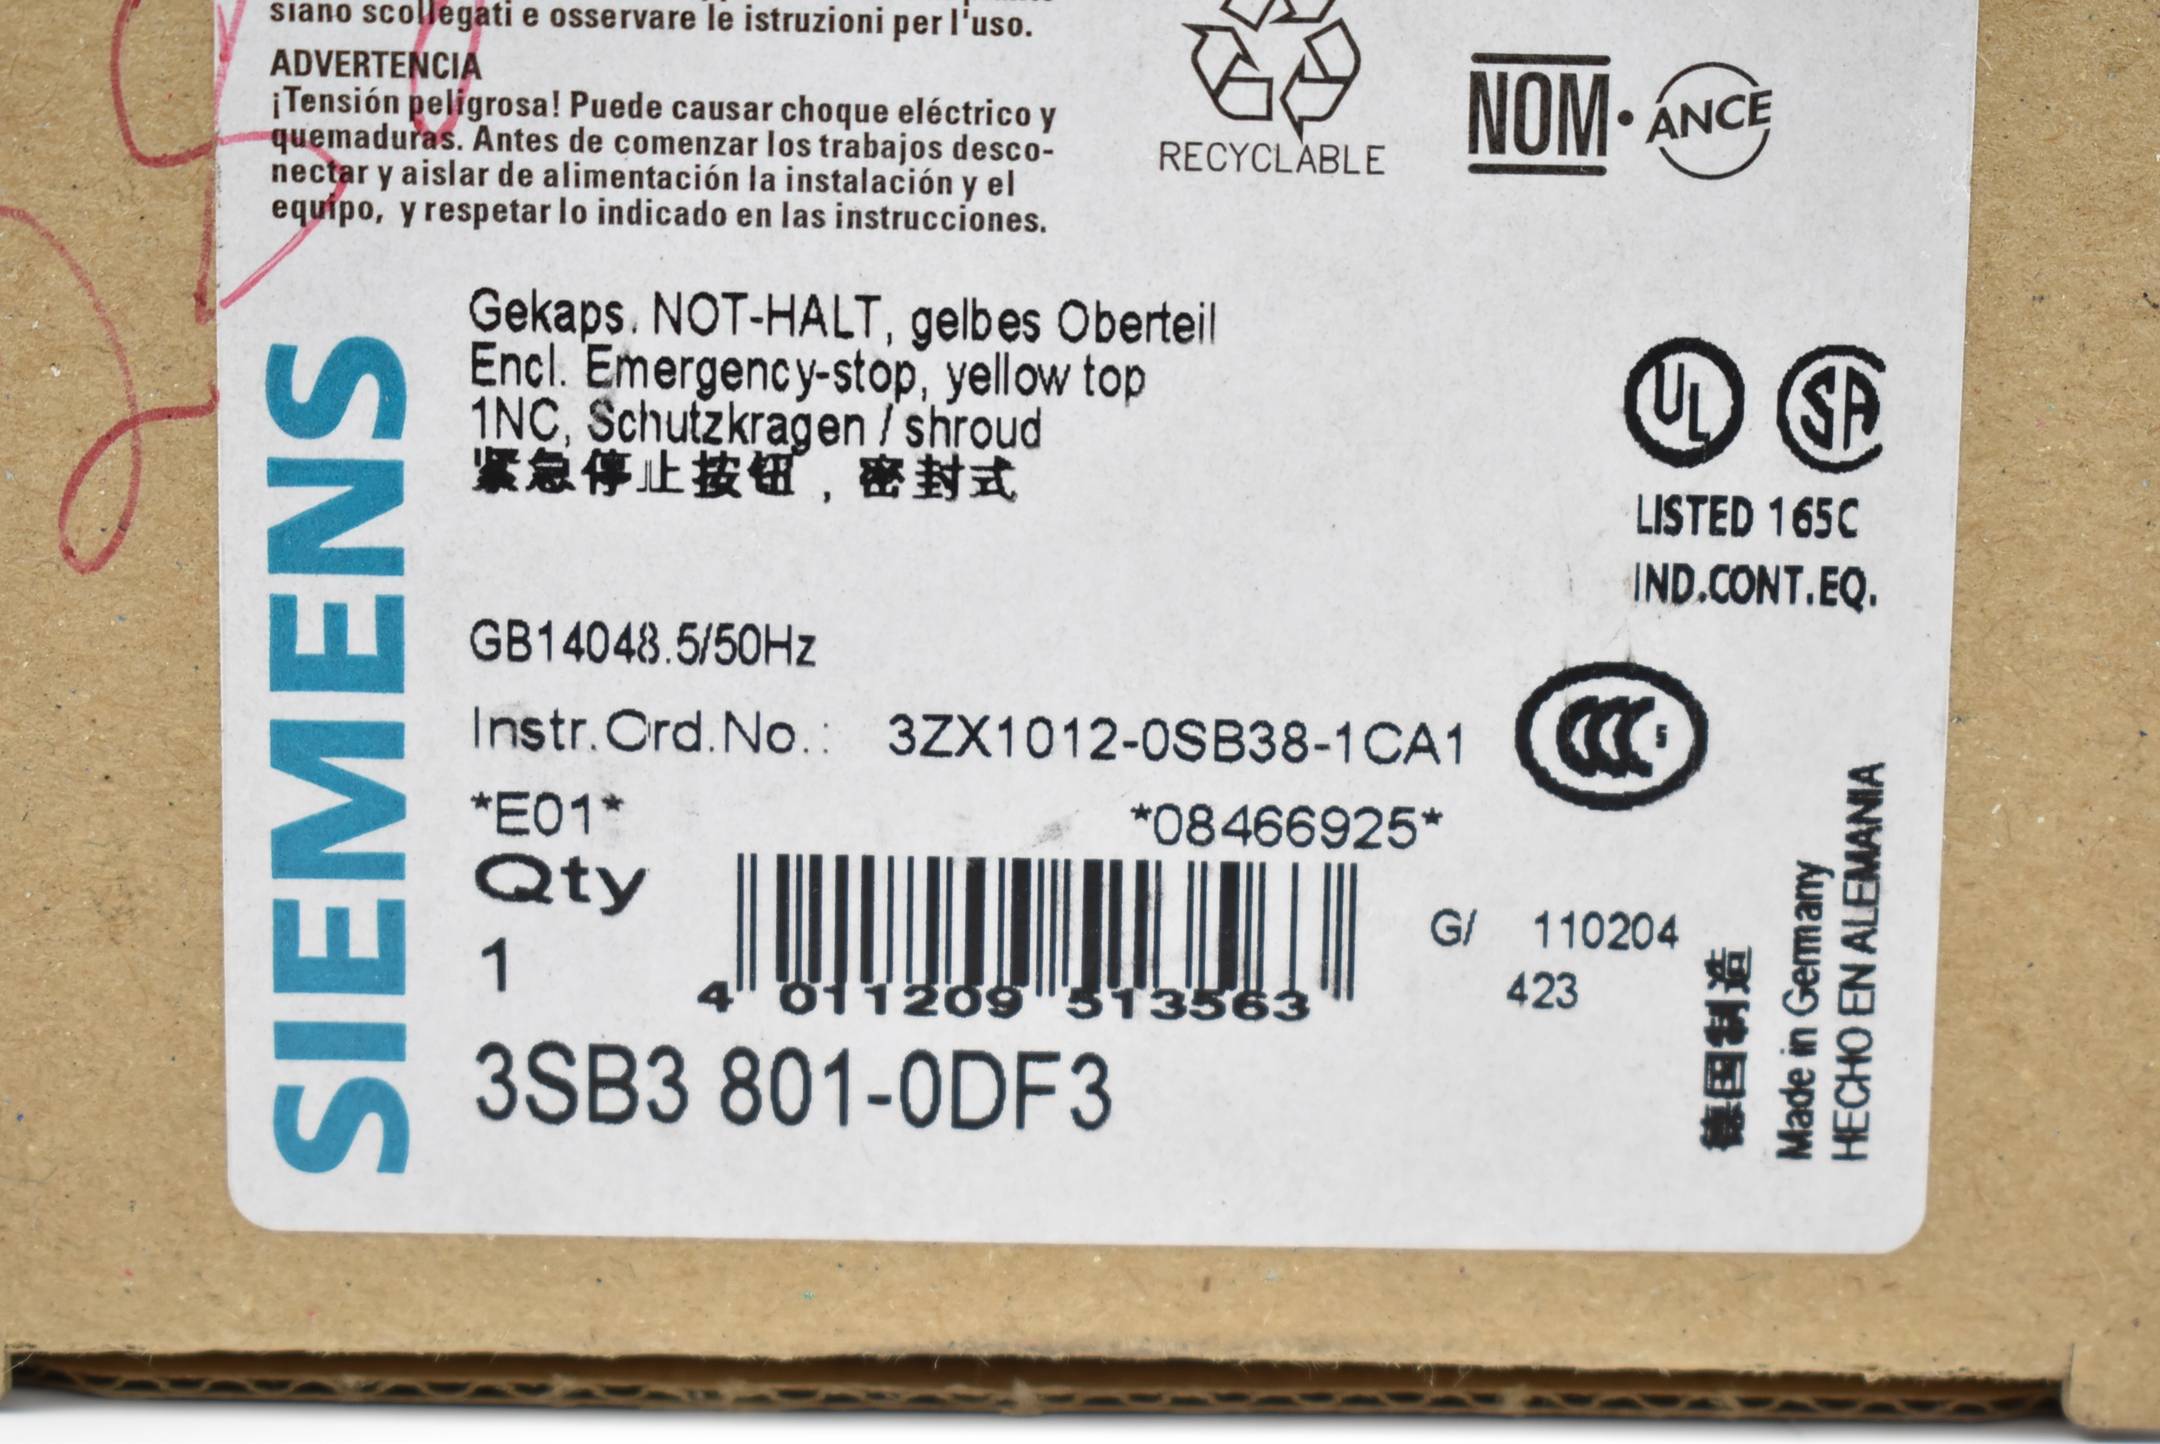 siano scollegati e osservare le istruzioni per l'uso.
ADVERTENCIA
¡Tensión peligrosa! Puede causar choque eléctrico y
quemaduras. Antes de comenzar los trabajos desco-
nectar y aislar de alimentación la instalación y el
equipo, y respetar lo indicado en las instrucciones.
RECYCLABLE
NOM • ANCE
SIEMENS
Gekaps. NOT-HALT, gelbes Oberteil
Encl. Emergency-stop, yellow top
1NC, Schutzkragen / shroud
紧急停止按钮，密封式
UL SA
LISTED 165C
IND.CONT.EQ.
GB14048.5/50Hz
Instr.Ord.No.: 3ZX1012-0SB38-1CA1
CCC 5
*E01* *08466925*
Qty
1
4 011209 513563
G/ 110204
423
3SB3 801-0DF3
德国制造
Made in Germany
HECHO EN ALEMANIA